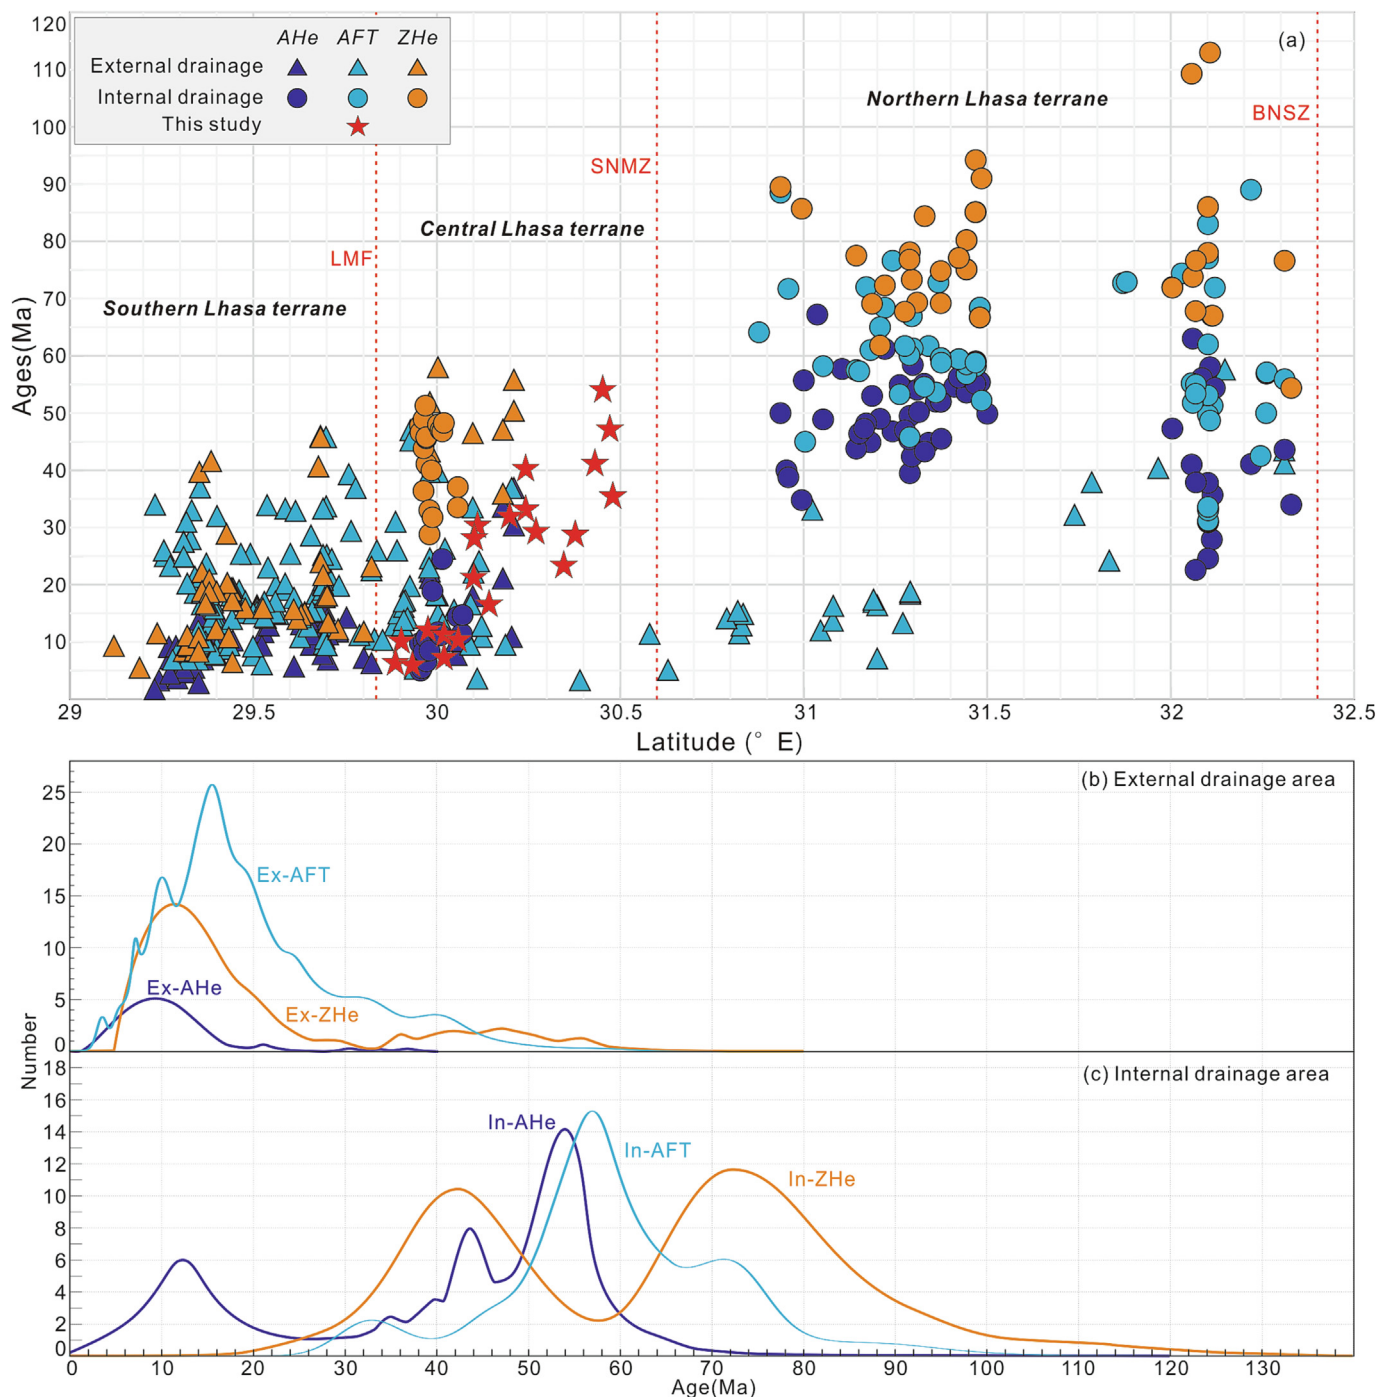 120
110
100
90
80
70
60
50
40
30
20
10
Ages(Ma)
AHe AFT ZHe
External drainage
Internal drainage
This study
(a)
Northern Lhasa terrane
BNSZ
SNMZ
Central Lhasa terrane
LMF
Southern Lhasa terrane
29 29.5 30 30.5 31 31.5 32 32.5
Latitude (° E)
(b) External drainage area
25
20
15
10
5
0
Ex-AFT
Ex-AHe
Ex-ZHe
Number
(c) Internal drainage area
18
16
14
12
10
8
6
4
2
0
In-AHe
In-AFT
In-ZHe
0 10 20 30 40 50 60 70 80 90 100 110 120 130
Age(Ma)